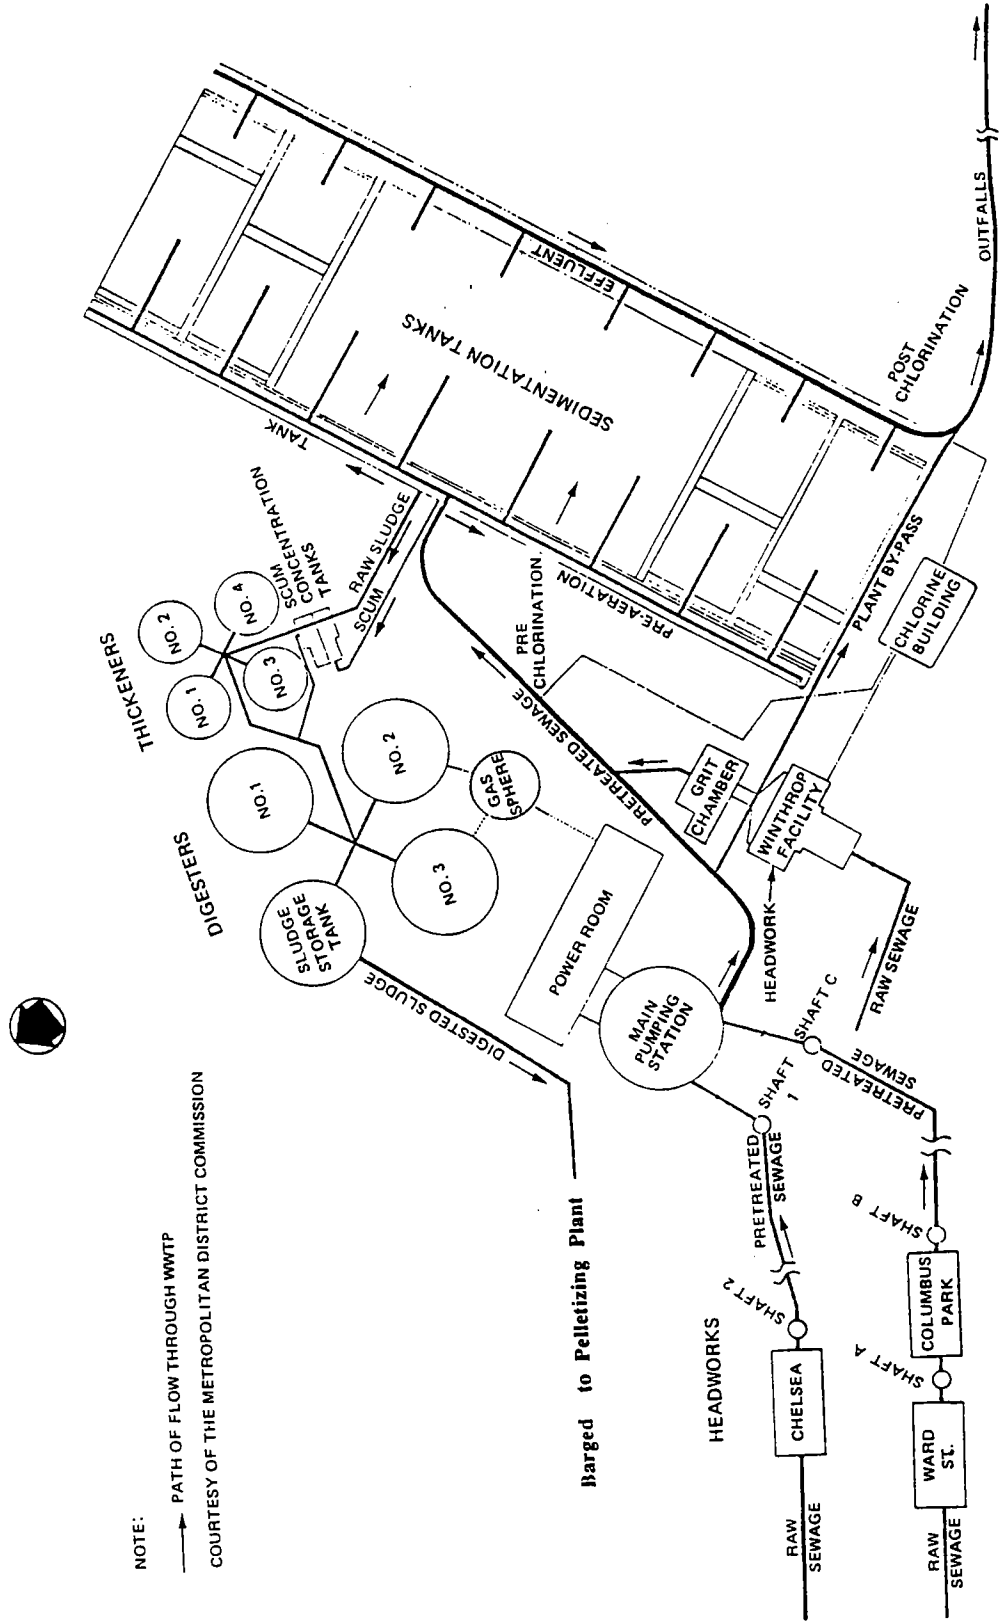 NOTE:
PATH OF FLOW THROUGH WWTP
COURTESY OF THE METROPOLITAN DISTRICT COMMISSION
THICKENERS
NO. 1
NO. 2
NO. 3
NO. 4
SCUM
CONCENTRATION
TANKS
RAW SLUDGE
SCUM
DIGESTERS
NO. 1
NO. 2
NO. 3
SLUDGE
STORAGE
TANK
GAS
SPHERE
DIGESTED SLUDGE
Barged to Pelletizing Plant
POWER ROOM
MAIN
PUMPING
STATION
PRETREATED SEWAGE
PRETREATED SEWAGE
PRE
CHLORINATION
PRE-AERATION
TANK
SEDIMENTATION TANKS
EFFLUENT
POST
CHLORINATION
OUTFALLS
PLANT BY-PASS
CHLORINE
BUILDING
GRIT
CHAMBER
WINTHROP
FACILITY
HEADWORK
RAW SEWAGE
SHAFT C
PRETREATED
SEWAGE
SHAFT
1
PRETREATED
SEWAGE
SHAFT 2
SHAFT B
HEADWORKS
CHELSEA
COLUMBUS
PARK
SHAFT A
WARD
ST.
RAW
SEWAGE
RAW
SEWAGE